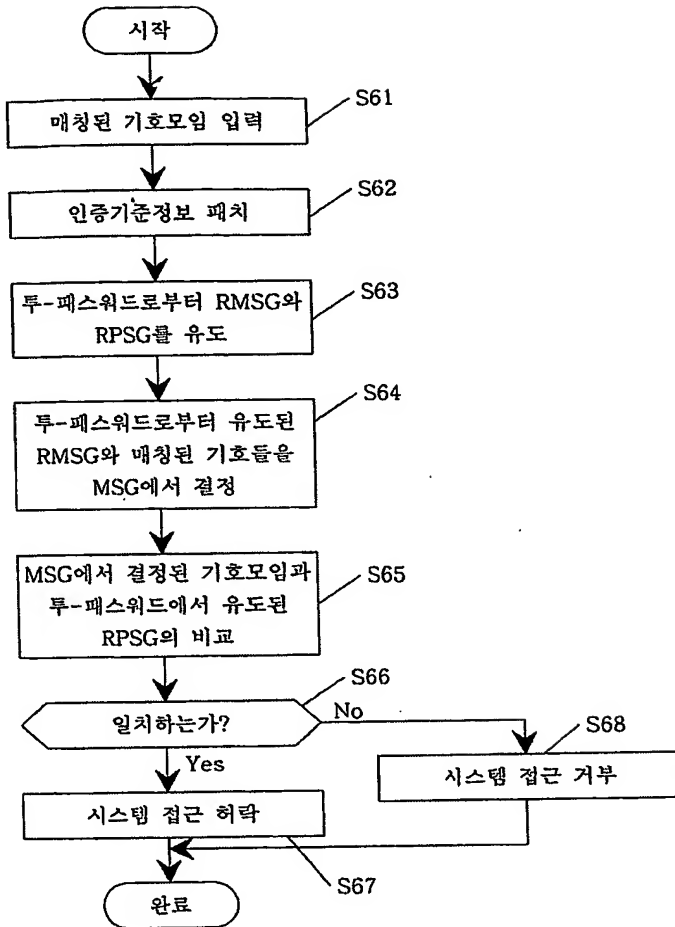 시작
S61
매칭된 기호모임 입력
S62
인증기준정보 패치
투-패스워드로부터 RMSG와
RPSG를 유도
S63
S64
투-패스워드로부터 유도된
RMSG와 매칭된 기호들을
MSG에서 결정
MSG에서 결정된 기호모임과
투-패스워드에서 유도된
RPSG의 비교
S65
S66
일치하는가?
No
S68
Yes
시스템 접근 거부
시스템 접근 허락
S67
완료